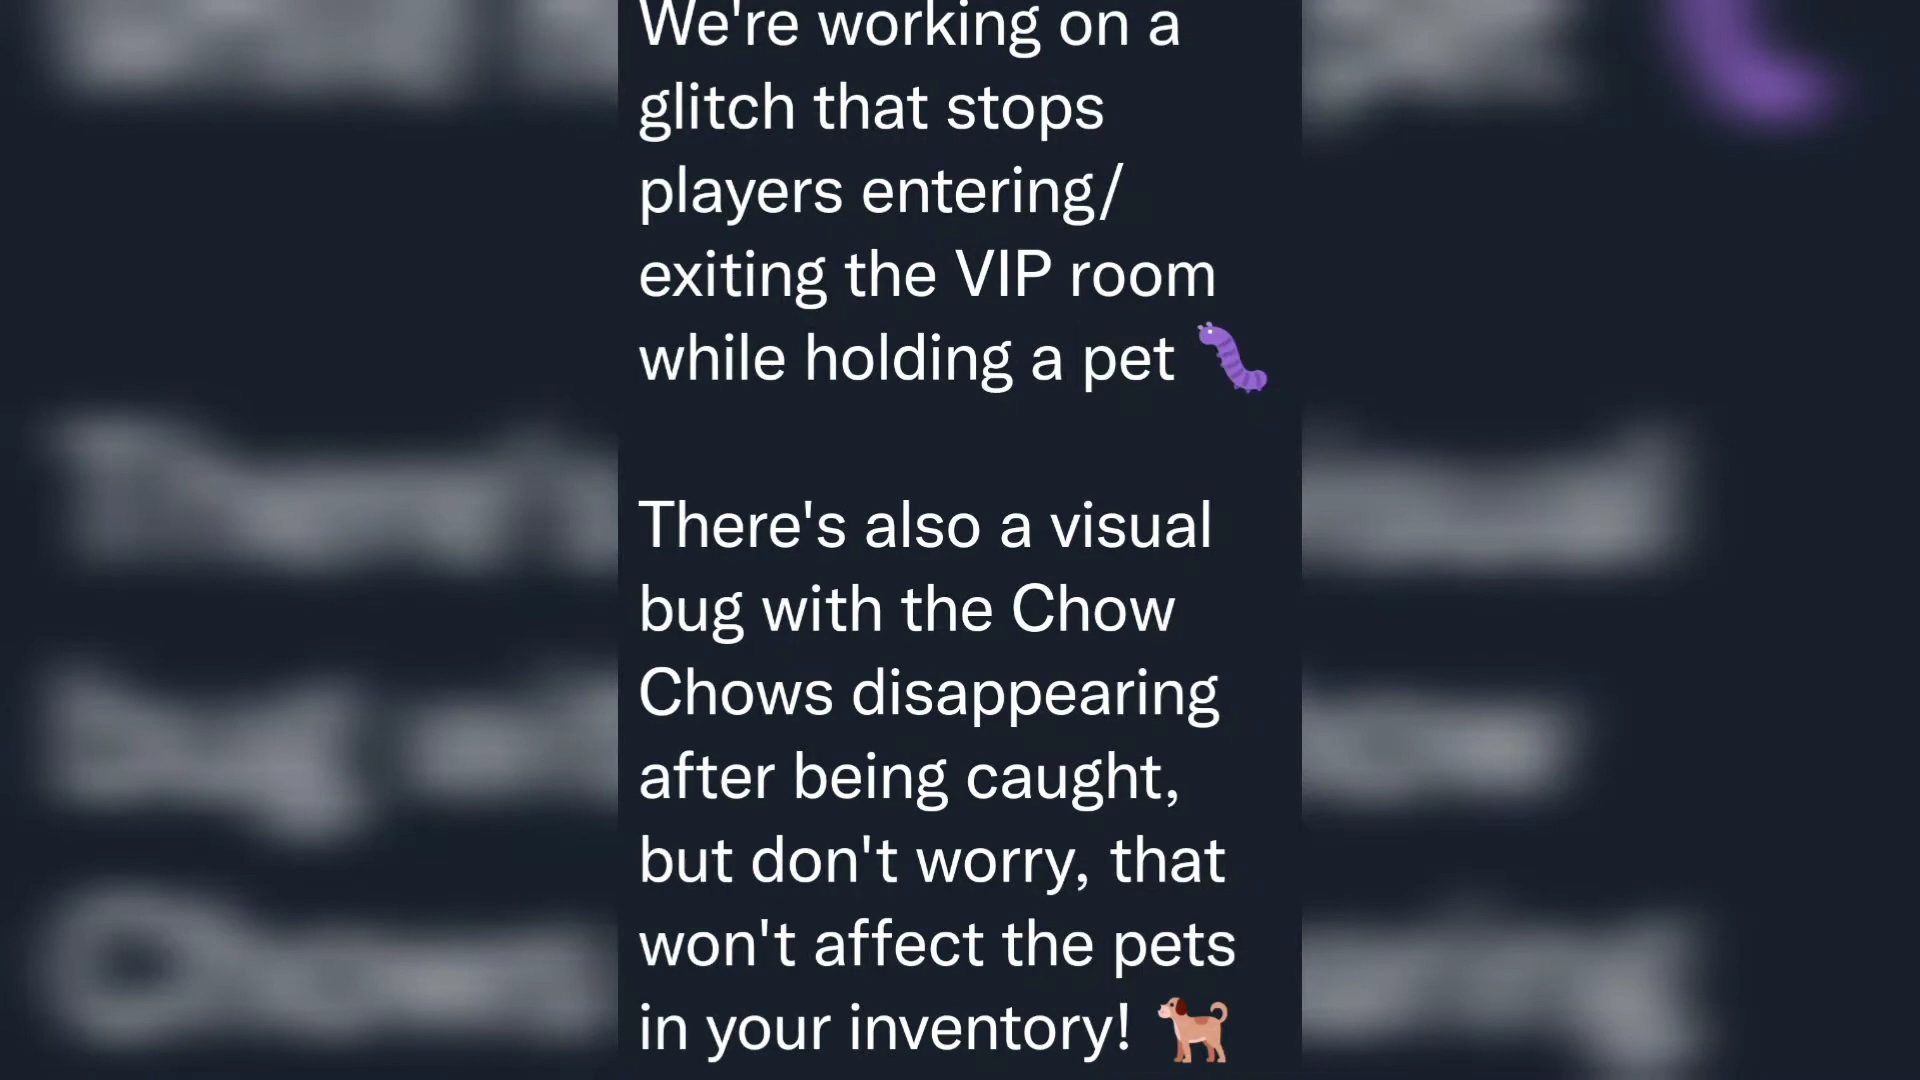 We're working on a
glitch that stops
players entering/
exiting the VIP room
while holding a pet 🐛
There's also a visual
bug with the Chow
Chows disappearing
after being caught,
but don't worry, that
won't affect the pets
in your inventory! 🐕